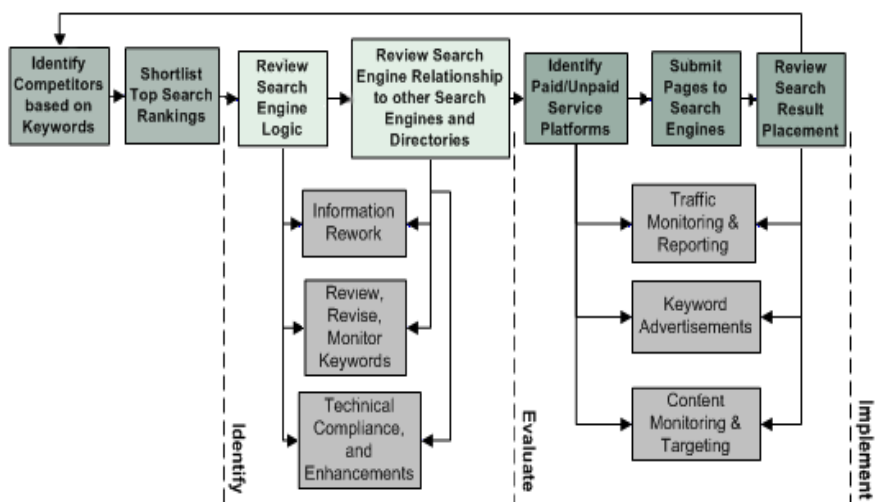 Identify
Competitors
based on
Keywords
Shortlist
Top Search
Rankings
Review
Search
Engine
Logic
Review Search
Engine Relationship
to other Search
Engines and
Directories
Identify
Paid/Unpaid
Service
Platforms
Submit
Pages to
Search
Engines
Review
Search
Result
Placement
Information
Rework
Review,
Revise,
Monitor
Keywords
Technical
Compliance,
and
Enhancements
Traffic
Monitoring &
Reporting
Keyword
Advertisements
Content
Monitoring &
Targeting
Identify
Evaluate
Implement